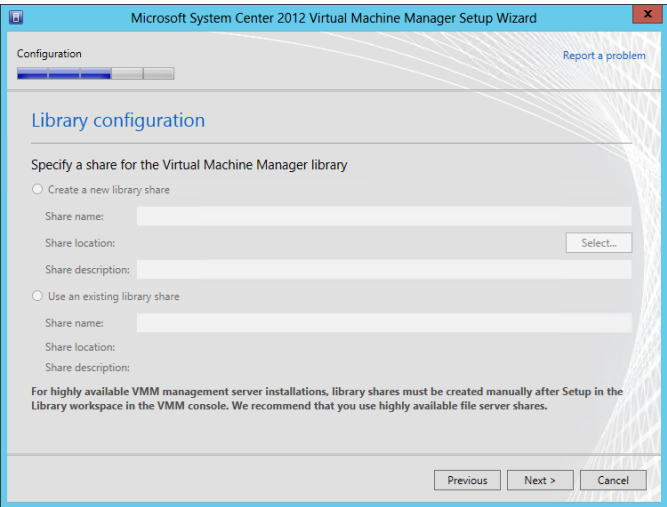 Microsoft System Center 2012 Virtual Machine Manager Setup Wizard
x
Configuration
Report a problem
Library configuration
Specify a share for the Virtual Machine Manager library
Create a new library share
Share name:
Share location:
Select...
Share description:
Use an existing library share
Share name:
Share location:
Share description:
For highly available VMM management server installations, library shares must be created manually after Setup in the
Library workspace in the VMM console. We recommend that you use highly available file server shares.
Previous
Next >
Cancel